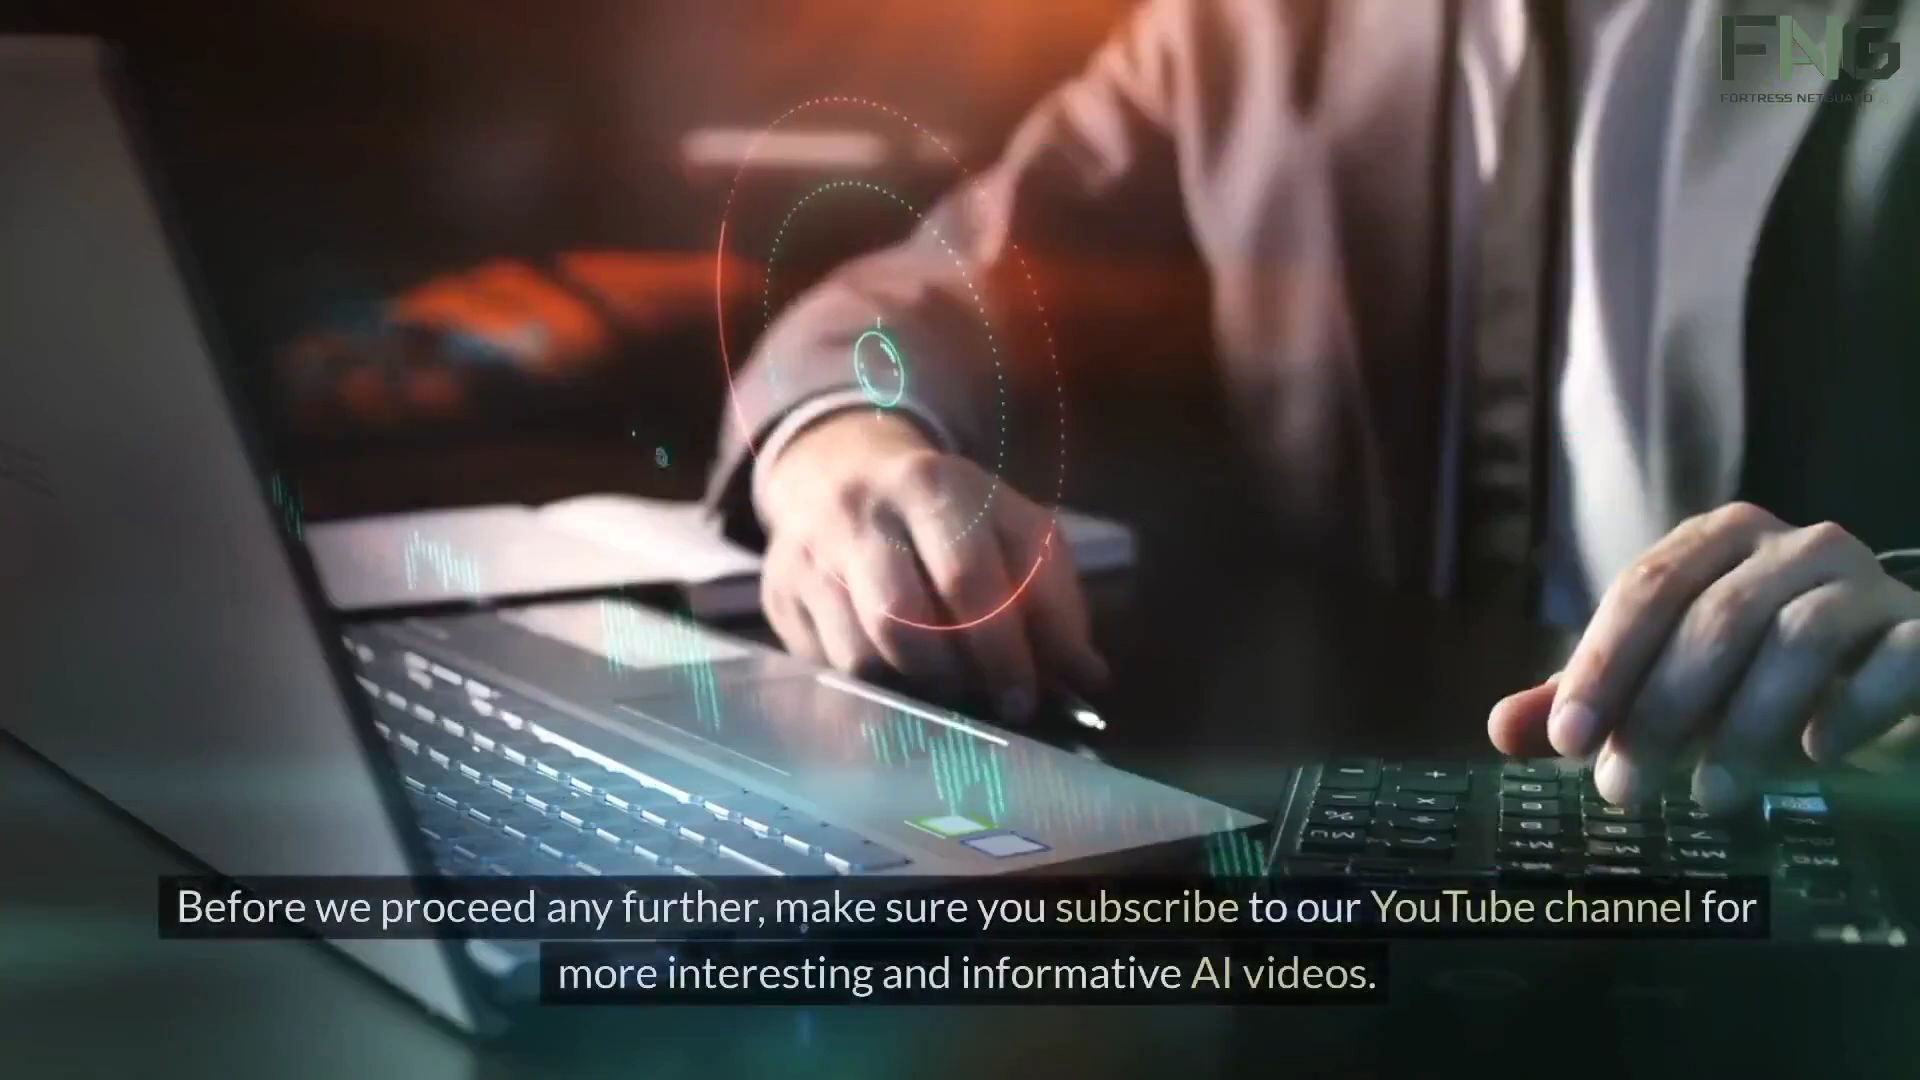 FNG
FORTRESS NETGUARD
Before we proceed any further, make sure you subscribe to our YouTube channel for
more interesting and informative AI videos.